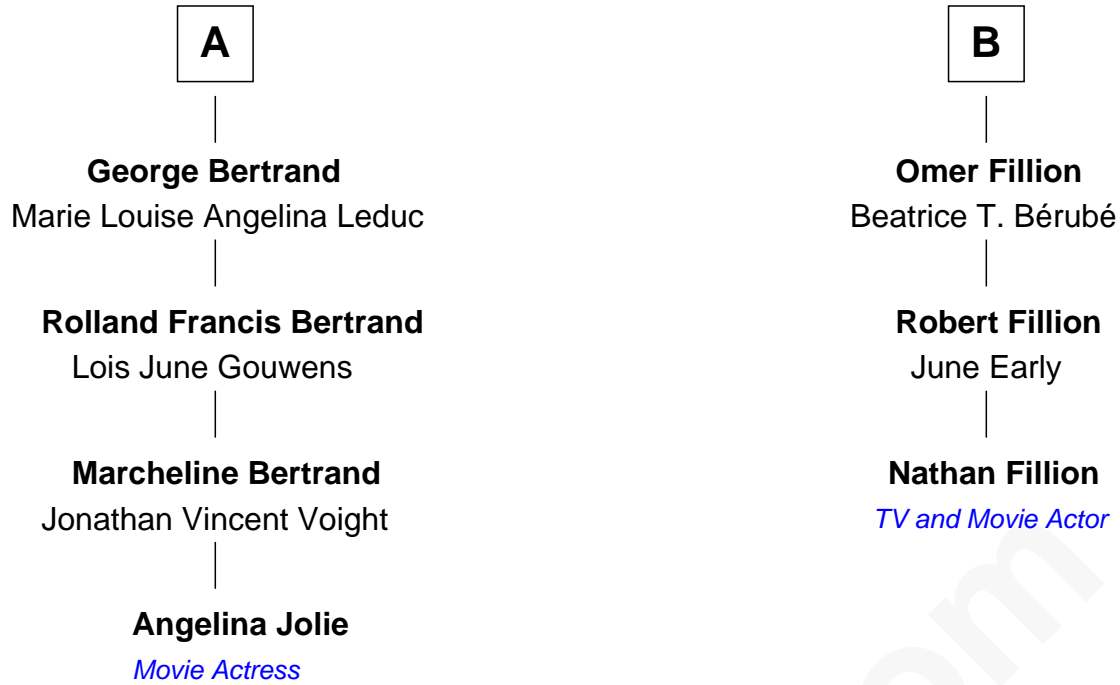 A
George Bertrand
Marie Louise Angelina Leduc
Rolland Francis Bertrand
Lois June Gouwens
Marcheline Bertrand
Jonathan Vincent Voight
Angelina Jolie
Movie Actress
B
Omer Fillion
Beatrice T. Bérubé
Robert Fillion
June Early
Nathan Fillion
TV and Movie Actor
om